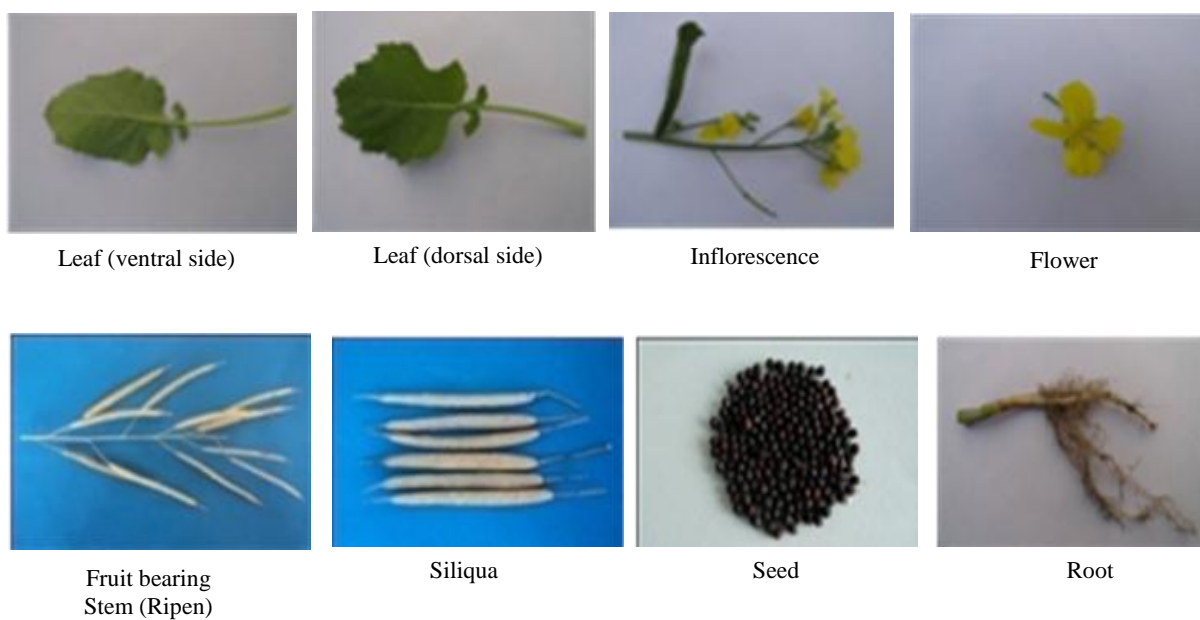 Leaf (ventral side)
Leaf (dorsal side)
Inflorescence
Flower
Fruit bearing
Stem (Ripen)
Siliqua
Seed
Root